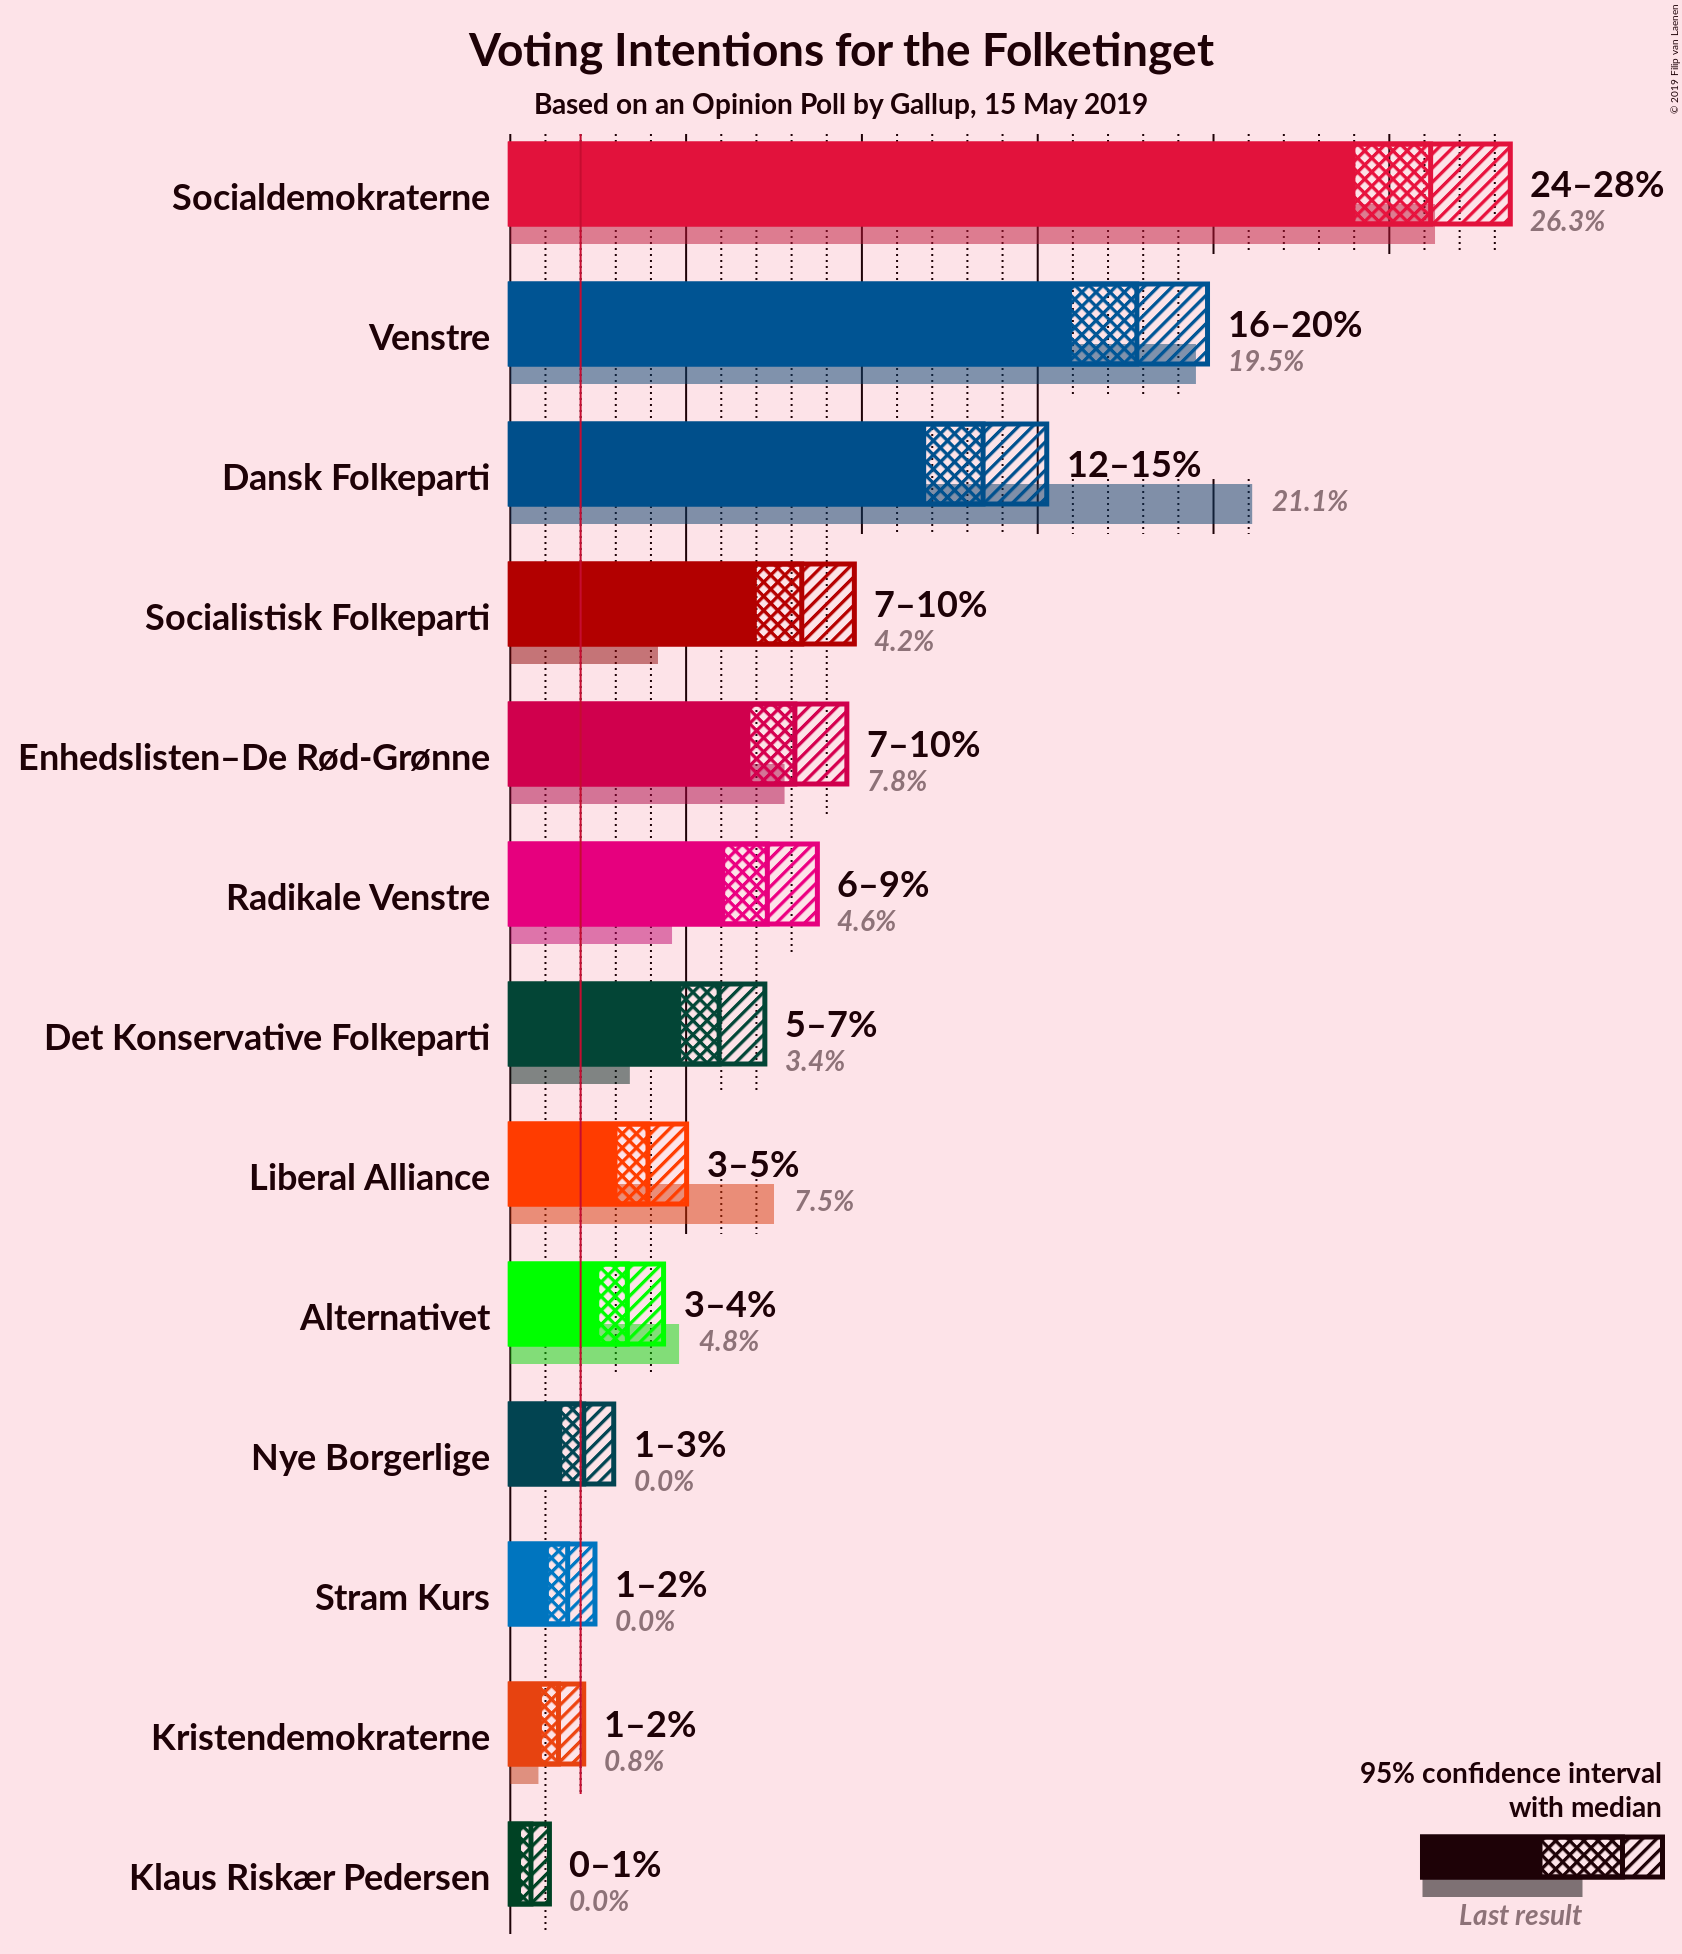 © 2019 Filip van Laenen
Voting Intentions for the Folketinget
Based on an Opinion Poll by Gallup, 15 May 2019
Socialdemokraterne
24–28%
26.3%
Venstre
16–20%
19.5%
Dansk Folkeparti
12–15%
21.1%
Socialistisk Folkeparti
7–10%
4.2%
Enhedslisten–De Rød-Grønne
7–10%
7.8%
Radikale Venstre
6–9%
4.6%
Det Konservative Folkeparti
5–7%
3.4%
Liberal Alliance
3–5%
7.5%
Alternativet
3–4%
4.8%
Nye Borgerlige
1–3%
0.0%
Stram Kurs
1–2%
0.0%
Kristendemokraterne
1–2%
0.8%
Klaus Riskær Pedersen
0–1%
0.0%
95% confidence interval
with median
Last result